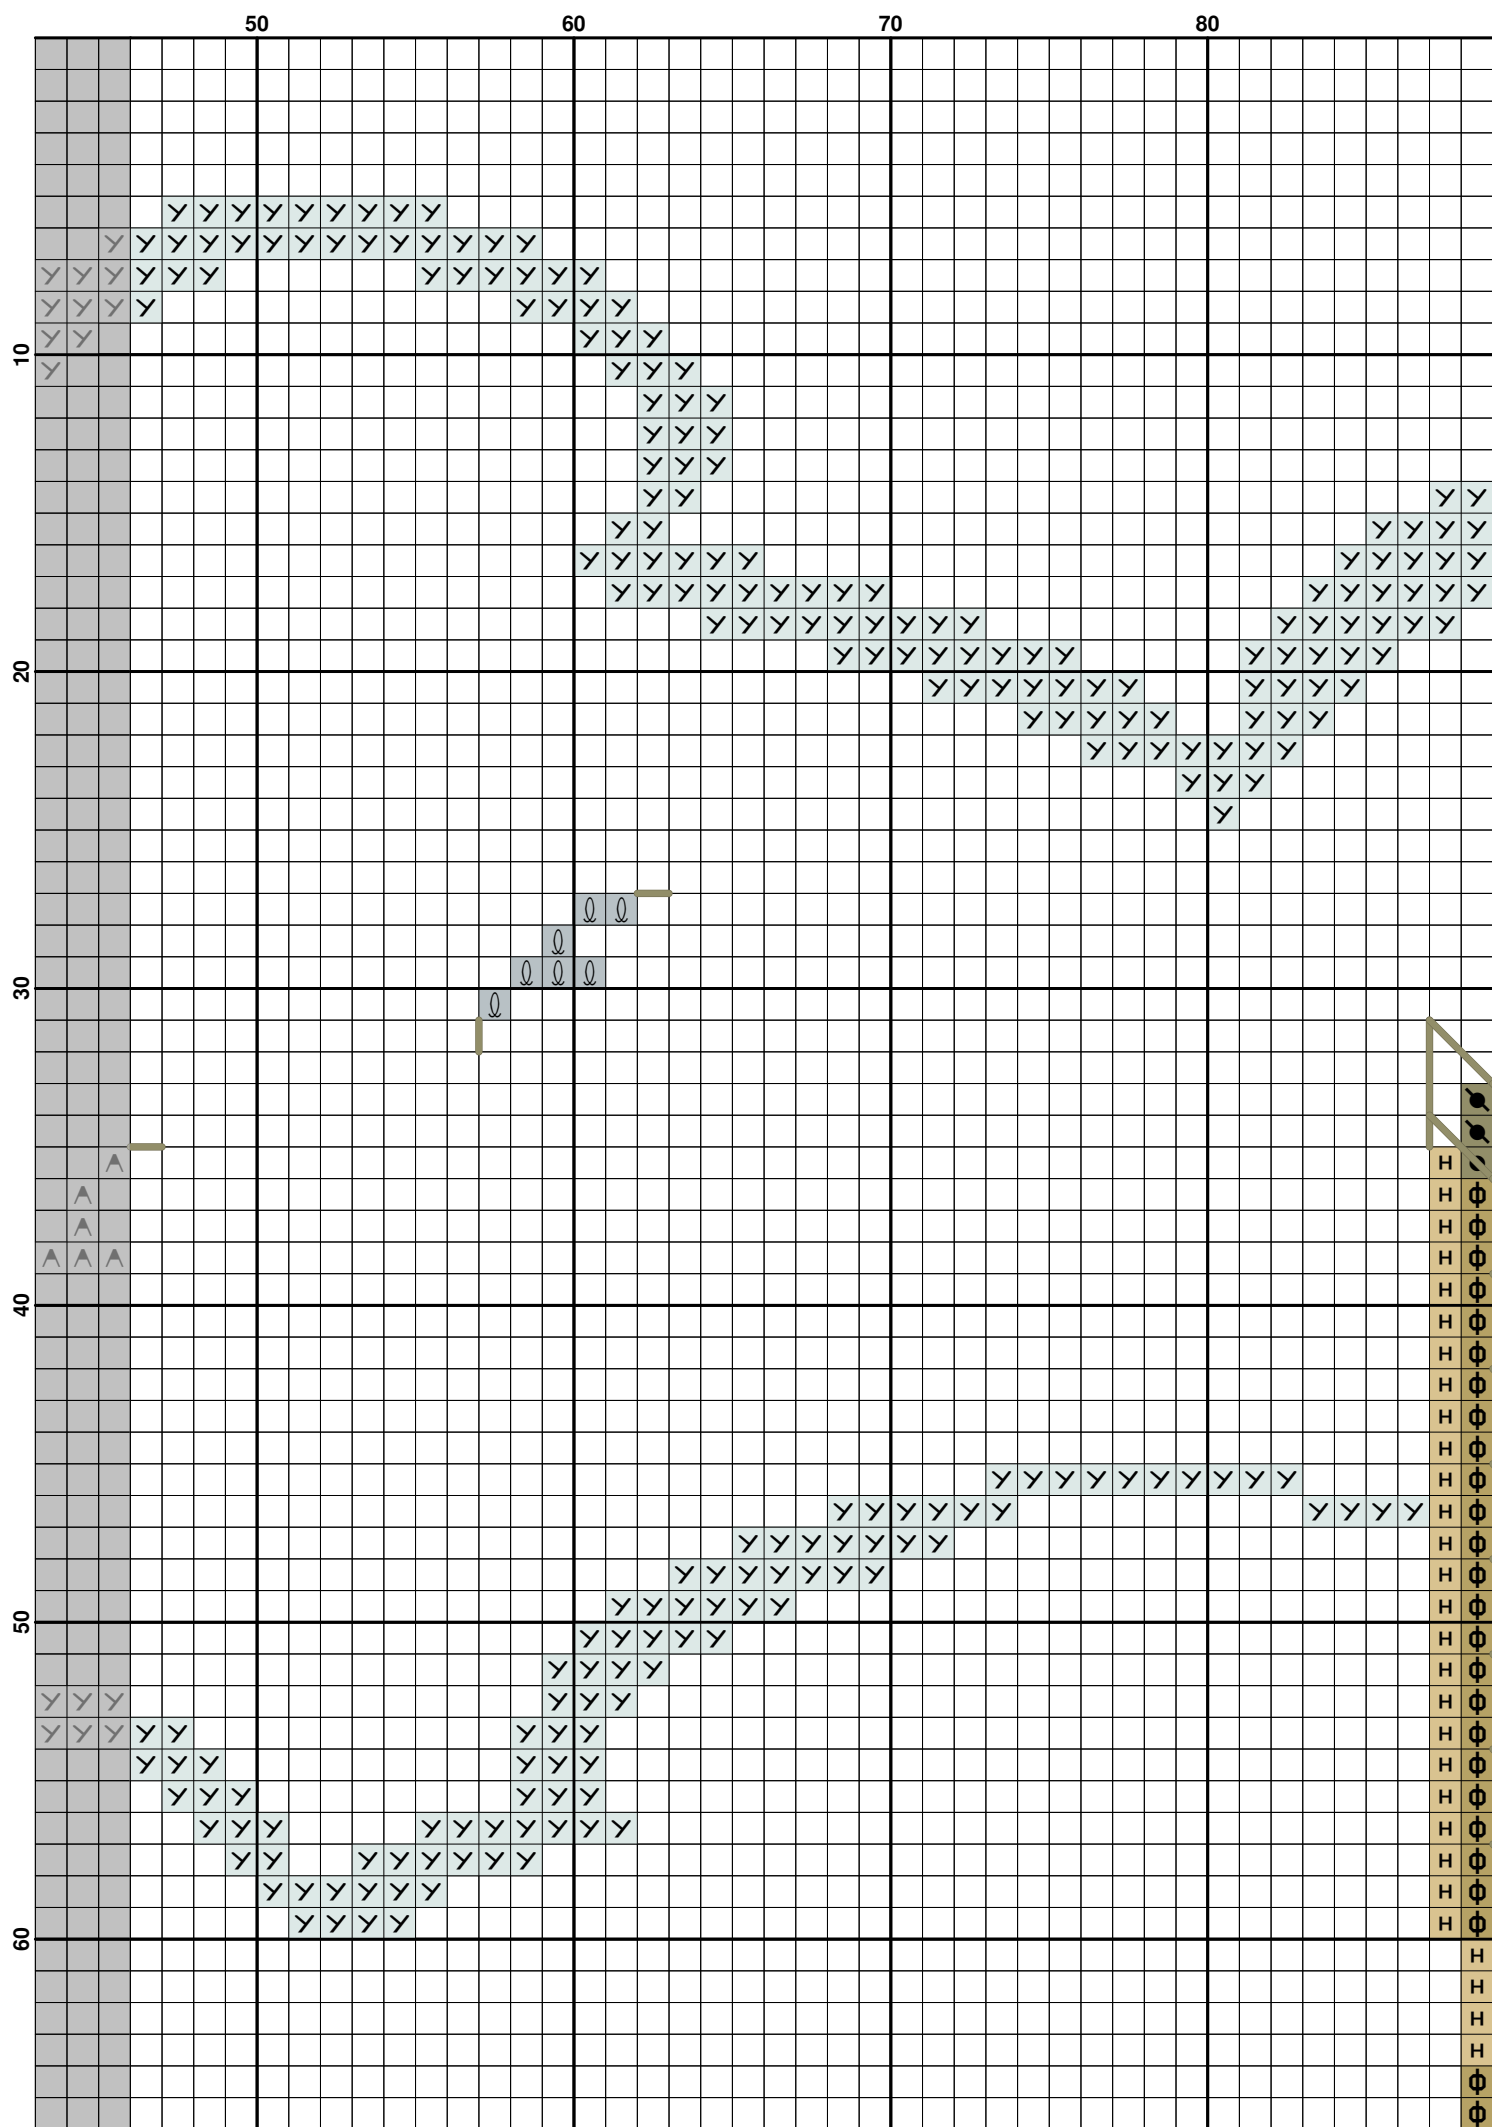 50 60 70 80
Y Y Y Y Y Y Y Y Y
Y Y Y Y Y Y Y Y Y Y Y Y Y Y
Y Y Y Y Y Y Y Y Y Y Y Y
Y Y Y Y Y Y Y Y
Y Y Y Y Y
10
Y Y Y Y
Y Y Y
Y Y Y
Y Y Y
Y Y Y Y
Y Y Y Y Y Y
Y Y Y Y Y Y Y Y Y Y Y
Y Y Y Y Y Y Y Y Y Y Y Y Y Y Y
Y Y Y Y Y Y Y Y Y Y Y Y Y Y Y
Y Y Y Y Y Y Y Y Y Y Y Y Y
20
Y Y Y Y Y Y Y Y Y Y Y
Y Y Y Y Y Y Y Y
Y Y Y Y Y Y Y
Y Y Y
Y
30
A H
A H Φ
A H Φ
A A A H Φ
H Φ
40
H Φ
H Φ
H Φ
H Φ
H Φ
Y Y Y Y Y Y Y Y Y Y H Φ
Y Y Y Y Y Y Y Y Y Y H Φ
Y Y Y Y Y Y Y H Φ
Y Y Y Y Y Y Y H Φ
Y Y Y Y Y Y H Φ
50
Y Y Y Y Y H Φ
Y Y Y Y H Φ
Y Y Y Y Y Y H Φ
Y Y Y Y Y Y Y Y H Φ
Y Y Y Y Y Y H Φ
Y Y Y Y Y Y H Φ
Y Y Y Y Y Y Y Y Y Y H Φ
Y Y Y Y Y Y Y Y H Φ
Y Y Y Y Y Y H Φ
Y Y Y Y H Φ
60
H
H
H
H
Φ
Φ